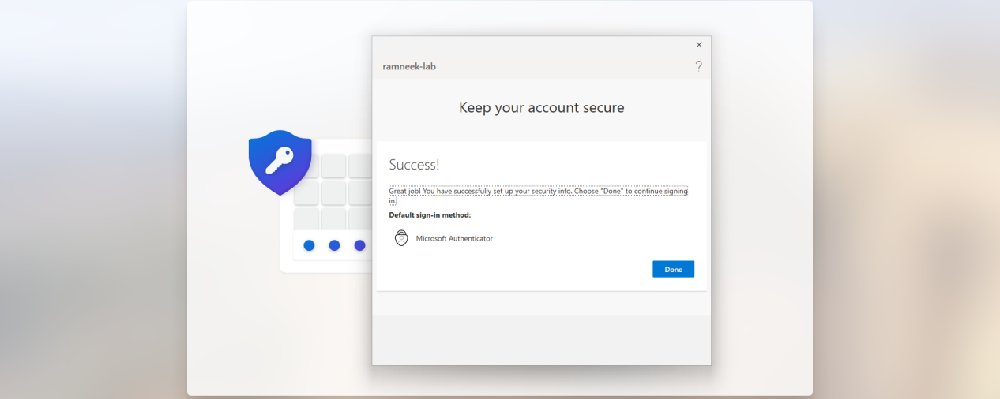 ramneek-lab
?
Keep your account secure
Success!
Great job! You have successfully set up your security info. Choose "Done" to continue signing
in.
Default sign-in method:
Microsoft Authenticator
Done